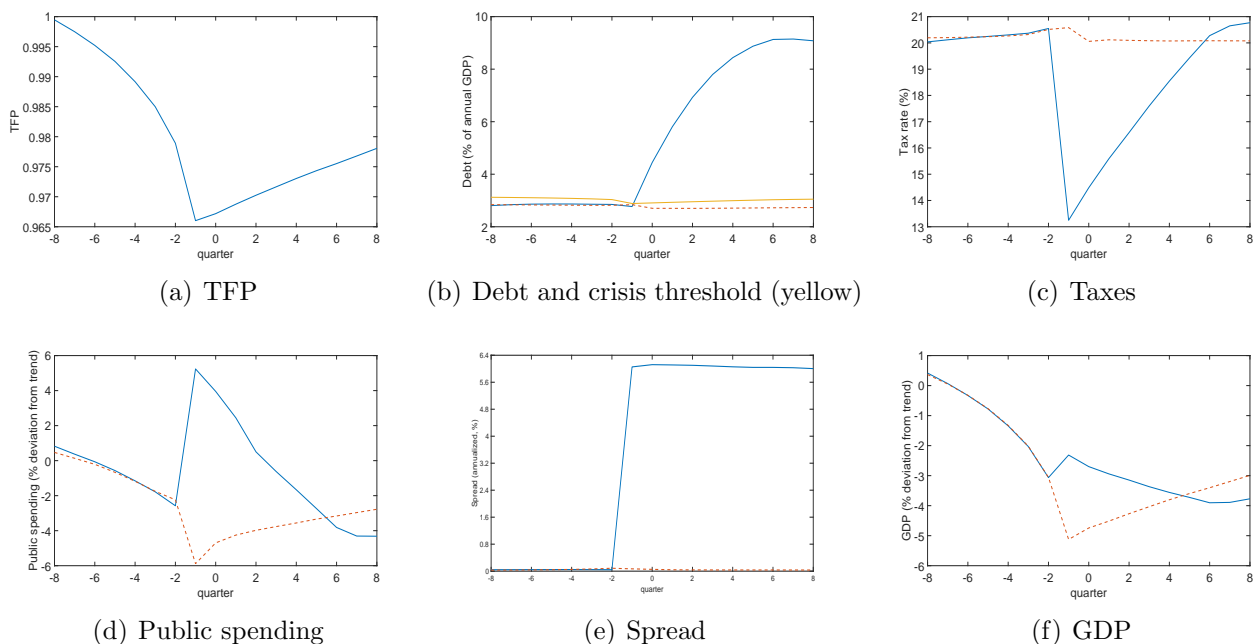 1
0.995
0.99
0.985
0.98
0.975
0.97
0.965
TFP
-8 -6 -4 -2 0 2 4 6 8
quarter
(a) TFP
10
8
6
4
2
Debt (% of annual GDP)
-8 -6 -4 -2 0 2 4 6 8
quarter
(b) Debt and crisis threshold (yellow)
21
20
19
18
17
16
15
14
13
Tax rate (%)
-8 -6 -4 -2 0 2 4 6 8
quarter
(c) Taxes
6
4
2
0
-2
-4
-6
Public spending (% deviation from trend)
-8 -6 -4 -2 0 2 4 6 8
quarter
(d) Public spending
6.4
5.6
4.8
4
3.2
2.4
1.6
0.8
0
Spread (annualized, %)
-8 -6 -4 -2 0 2 4 6 8
quarter
(e) Spread
1
0
-1
-2
-3
-4
-5
-6
GDP (% deviation from trend)
-8 -6 -4 -2 0 2 4 6 8
quarter
(f) GDP